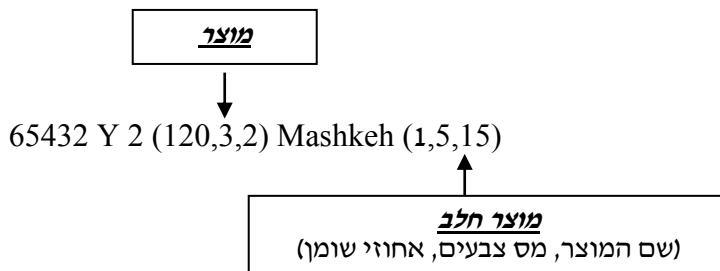 מוצר
65432 Y 2 (120,3,2) Mashkeh (1,5,15)
מוצר חלב
(שם המוצר, מס צבעים, אחוזי שומן)